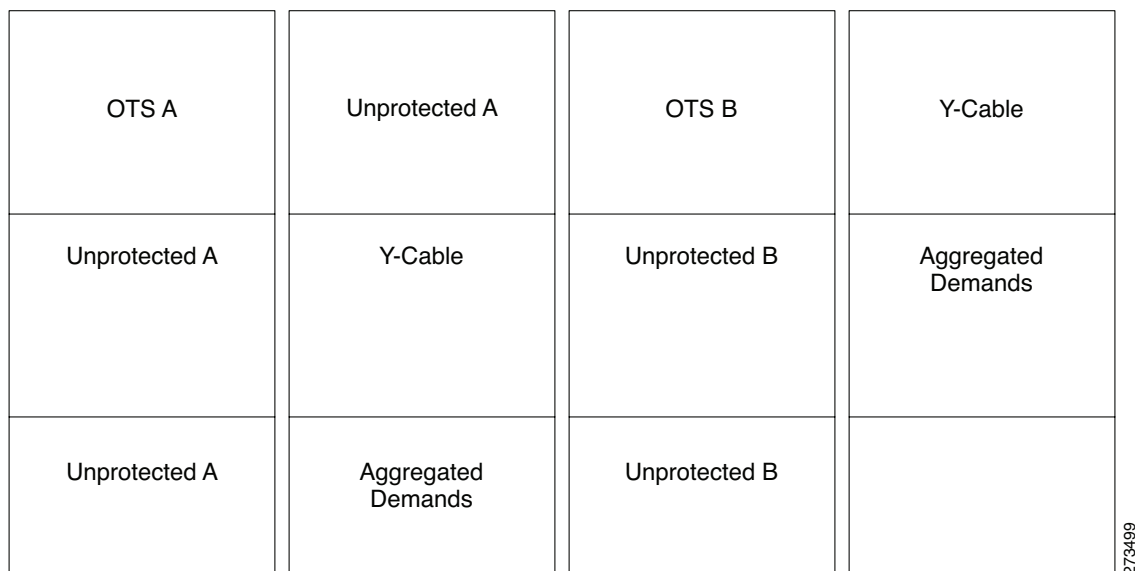 OTS A
Unprotected A
OTS B
Y-Cable
Unprotected A
Y-Cable
Unprotected B
Aggregated
Demands
Unprotected A
Aggregated
Demands
Unprotected B
273499